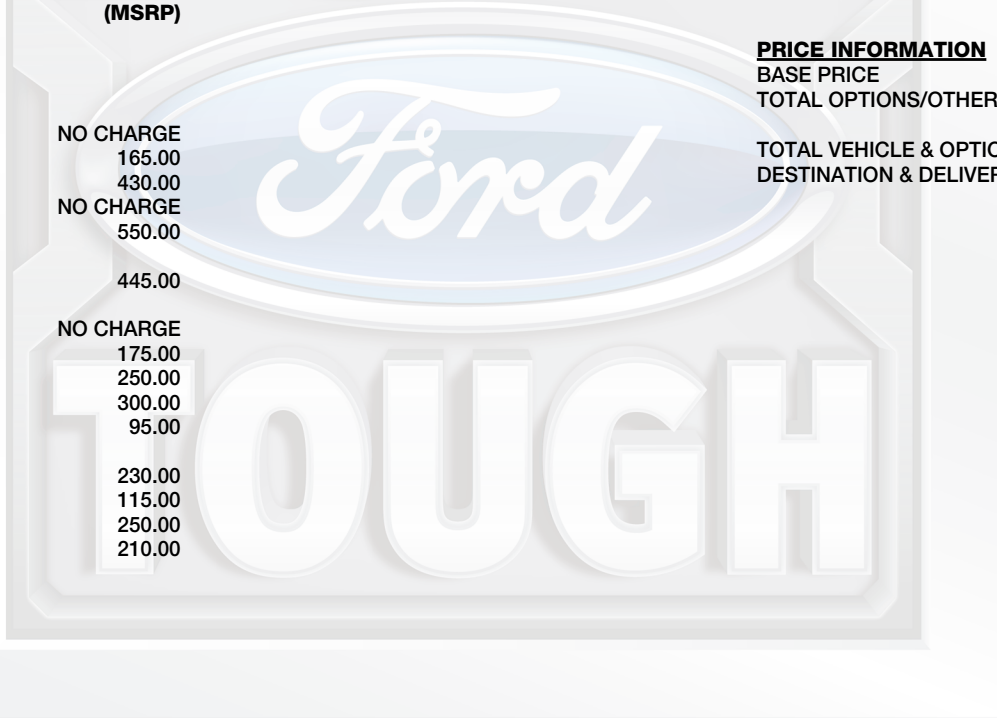 (MSRP)
NO CHARGE
165.00
430.00
NO CHARGE
550.00
445.00
NO CHARGE
175.00
250.00
300.00
95.00
230.00
115.00
250.00
210.00
PRICE INFORMATION
BASE PRICE
TOTAL OPTIONS/OTHER
TOTAL VEHICLE & OPTIO
DESTINATION & DELIVER
Ford
TOUGH